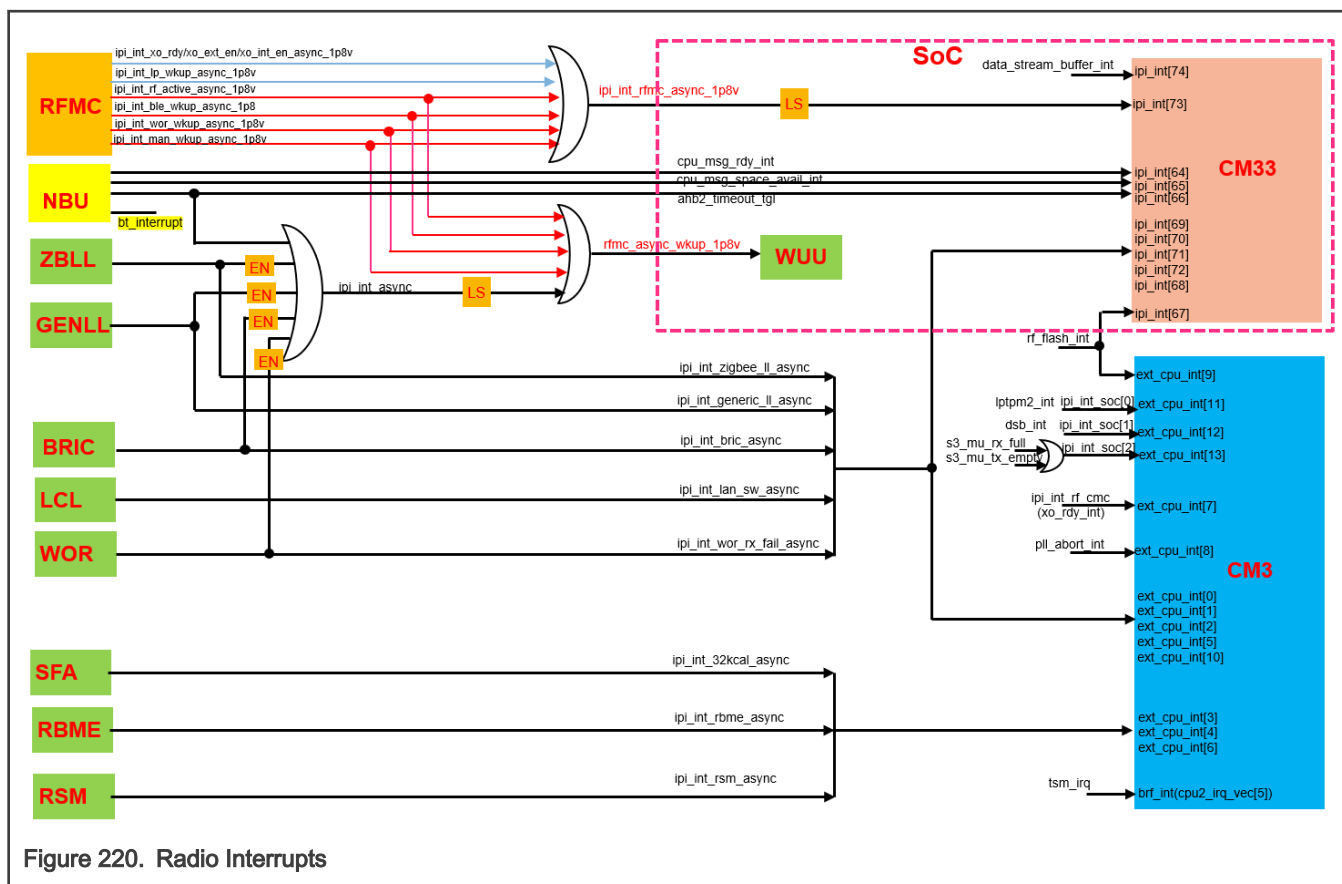 SoC
ipi_int_xo_rdy/xo_ext_en/xo_int_en_async_1p8v
ipi_int_lp_wkup_async_1p8v
RFMC
ipi_int_rf_active_async_1p8v
ipi_int_ble_wkup_async_1p8
ipi_int_wor_wkup_async_1p8v
ipi_int_man_wkup_async_1p8v
ipi_int_rfmc_async_1p8v
LS
data_stream_buffer_int
ipi_int[74]
ipi_int[73]
CM33
NBU
bt_interrupt
cpu_msg_rdy_int
cpu_msg_space_avail_int
ahb2_timeout_tgl
ipi_int[64]
ipi_int[65]
ipi_int[66]
ZBLL
EN
EN
EN
EN
ipi_int_async
LS
rfmc_async_wkup_1p8v
WUU
ipi_int[69]
ipi_int[70]
ipi_int[71]
ipi_int[72]
ipi_int[68]
ipi_int[67]
GENLL
rf_flash_int
ext_cpu_int[9]
ipi_int_zigbee_ll_async
ipi_int_generic_ll_async
lptpm2_int
ipi_int_soc[0]
ext_cpu_int[11]
dsb_int
ipi_int_soc[1]
ext_cpu_int[12]
s3_mu_rx_full
s3_mu_tx_empty
ipi_int_soc[2]
ext_cpu_int[13]
BRIC
ipi_int_bric_async
LCL
ipi_int_lan_sw_async
ipi_int_rf_cmc
(xo_rdy_int)
ext_cpu_int[7]
WOR
ipi_int_wor_rx_fail_async
pll_abort_int
ext_cpu_int[8]
CM3
ext_cpu_int[0]
ext_cpu_int[1]
ext_cpu_int[2]
ext_cpu_int[5]
ext_cpu_int[10]
SFA
ipi_int_32kcal_async
RBME
ipi_int_rbme_async
ext_cpu_int[3]
ext_cpu_int[4]
ext_cpu_int[6]
RSM
ipi_int_rsm_async
tsm_irq
brf_int(cpu2_irq_vec[5])
Figure 220. Radio Interrupts